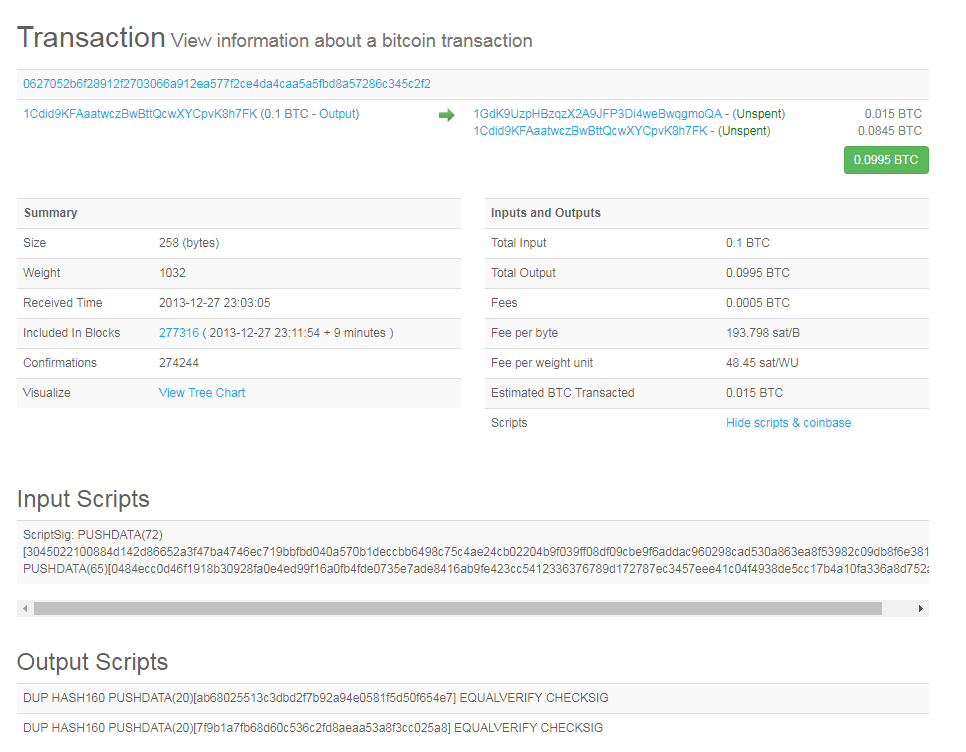 Transaction View information about a bitcoin transaction
0627052b6f28912f2703066a912ea577f2ce4da4caa5a5fbd8a57286c345c2f2
1Cdid9KFAaatwczBwBttQcwXYCpvK8h7FK (0.1 BTC - Output)
1GdK9UzpHBzqzX2A9JFP3Di4weBwqgmoQA - (Unspent) 0.015 BTC
1Cdid9KFAaatwczBwBttQcwXYCpvK8h7FK - (Unspent) 0.0845 BTC
0.0995 BTC
Summary
Size 258 (bytes)
Weight 1032
Received Time 2013-12-27 23:03:05
Included In Blocks 277316 ( 2013-12-27 23:11:54 + 9 minutes )
Confirmations 274244
Visualize View Tree Chart
Inputs and Outputs
Total Input 0.1 BTC
Total Output 0.0995 BTC
Fees 0.0005 BTC
Fee per byte 193.798 sat/B
Fee per weight unit 48.45 sat/WU
Estimated BTC Transacted 0.015 BTC
Scripts Hide scripts & coinbase
Input Scripts
ScriptSig: PUSHDATA(72)
[3045022100884d142d86652a3f47ba4746ec719bbfbd040a570b1deccbb6498c75c4ae24cb02204b9f039ff08df09cbe9f6addac960298cad530a863ea8f53982c09db8f6e381
PUSHDATA(65)[0484ecc0d46f1918b30928fa0e4ed99f16a0fb4fde0735e7ade8416ab9fe423cc5412336376789d172787ec3457eee41c04f4938de5cc17b4a10fa336a8d752a
Output Scripts
DUP HASH160 PUSHDATA(20)[ab68025513c3dbd2f7b92a94e0581f5d50f654e7] EQUALVERIFY CHECKSIG
DUP HASH160 PUSHDATA(20)[7f9b1a7fb68d60c536c2fd8aeaa53a8f3cc025a8] EQUALVERIFY CHECKSIG